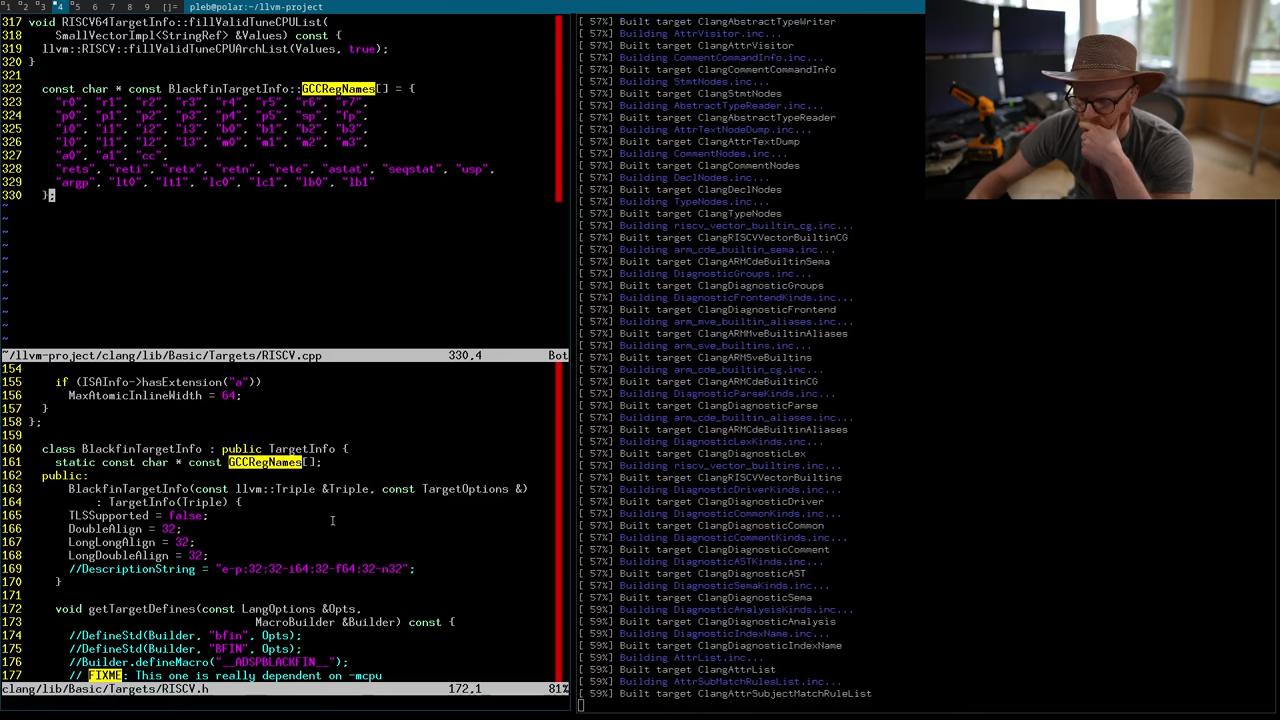 1 2 3 4 5 6 7 8 9 []= pleb@polar:~/llvm-project
317 void RISCV64TargetInfo::fillValidTuneCPUList(
318     SmallVectorImpl<StringRef> &Values) const {
319   llvm::RISCV::fillValidTuneCPUArchList(Values, true);
320 }
321
322   const char * const BlackfinTargetInfo::GCCRegNames[] = {
323     "r0", "r1", "r2", "r3", "r4", "r5", "r6", "r7",
324     "p0", "p1", "p2", "p3", "p4", "p5", "sp", "fp",
325     "i0", "i1", "i2", "i3", "b0", "b1", "b2", "b3",
326     "l0", "l1", "l2", "l3", "m0", "m1", "m2", "m3",
327     "a0", "a1", "cc",
328     "rets", "reti", "retx", "retn", "rete", "astat", "seqstat", "usp",
329     "argp", "lt0", "lt1", "lc0", "lc1", "lb0", "lb1"
330   };
~
~
~
~
~
~
~
~
~
~
~
~/llvm-project/clang/lib/Basic/Targets/RISCV.cpp 330,4 Bot
154
155     if (ISAInfo->hasExtension("a"))
156       MaxAtomicInlineWidth = 64;
157   }
158 };
159
160   class BlackfinTargetInfo : public TargetInfo {
161     static const char * const GCCRegNames[];
162   public:
163       BlackfinTargetInfo(const llvm::Triple &Triple, const TargetOptions &)
164           : TargetInfo(Triple) {
165       TLSSupported = false;
166       DoubleAlign = 32;
167       LongLongAlign = 32;
168       LongDoubleAlign = 32;
169       //DescriptionString = "e-p:32:32-i64:32-f64:32-n32";
170     }
171
172     void getTargetDefines(const LangOptions &Opts,
173                                   MacroBuilder &Builder) const {
174       //DefineStd(Builder, "bfin", Opts);
175       //DefineStd(Builder, "BFIN", Opts);
176       //Builder.defineMacro("__ADSPBLACKFIN__");
177       // FIXME: This one is really dependent on -mcpu
clang/lib/Basic/Targets/RISCV.h 172,1 81%
[ 57%] Built target ClangAbstractTypeWriter
[ 57%] Building AttrVisitor.inc...
[ 57%] Built target ClangAttrVisitor
[ 57%] Building CommentCommandInfo.inc...
[ 57%] Built target ClangCommentCommandInfo
[ 57%] Building StmtNodes.inc...
[ 57%] Built target ClangStmtNodes
[ 57%] Building AbstractTypeReader.inc...
[ 57%] Built target ClangAbstractTypeReader
[ 57%] Building AttrTextNodeDump.inc...
[ 57%] Built target ClangAttrTextDump
[ 57%] Building CommentNodes.inc...
[ 57%] Built target ClangCommentNodes
[ 57%] Building DeclNodes.inc...
[ 57%] Built target ClangDeclNodes
[ 57%] Building TypeNodes.inc...
[ 57%] Built target ClangTypeNodes
[ 57%] Building riscv_vector_builtin_cg.inc...
[ 57%] Built target ClangRISCVVectorBuiltinCG
[ 57%] Building arm_cde_builtin_sema.inc...
[ 57%] Built target ClangARMCdeBuiltinSema
[ 57%] Building DiagnosticGroups.inc...
[ 57%] Built target ClangDiagnosticGroups
[ 57%] Building DiagnosticFrontendKinds.inc...
[ 57%] Built target ClangDiagnosticFrontend
[ 57%] Building arm_mve_builtin_aliases.inc...
[ 57%] Built target ClangARMMveBuiltinAliases
[ 57%] Building arm_sve_builtins.inc...
[ 57%] Built target ClangARMSveBuiltins
[ 57%] Building arm_cde_builtin_cg.inc...
[ 57%] Built target ClangARMCdeBuiltinCG
[ 57%] Building DiagnosticParseKinds.inc...
[ 57%] Built target ClangDiagnosticParse
[ 57%] Building arm_cde_builtin_aliases.inc...
[ 57%] Built target ClangARMCdeBuiltinAliases
[ 57%] Building DiagnosticLexKinds.inc...
[ 57%] Built target ClangDiagnosticLex
[ 57%] Building riscv_vector_builtins.inc...
[ 57%] Built target ClangRISCVVectorBuiltins
[ 57%] Building DiagnosticDriverKinds.inc...
[ 57%] Built target ClangDiagnosticDriver
[ 57%] Building DiagnosticCommonKinds.inc...
[ 57%] Built target ClangDiagnosticCommon
[ 57%] Building DiagnosticCommentKinds.inc...
[ 57%] Built target ClangDiagnosticComment
[ 57%] Building DiagnosticASTKinds.inc...
[ 57%] Built target ClangDiagnosticAST
[ 57%] Building DiagnosticSemaKinds.inc...
[ 57%] Built target ClangDiagnosticSema
[ 59%] Building DiagnosticAnalysisKinds.inc...
[ 59%] Built target ClangDiagnosticAnalysis
[ 59%] Building DiagnosticIndexName.inc...
[ 59%] Built target ClangDiagnosticIndexName
[ 59%] Building AttrList.inc...
[ 59%] Built target ClangAttrList
[ 59%] Building AttrSubMatchRulesList.inc...
[ 59%] Built target ClangAttrSubjectMatchRuleList